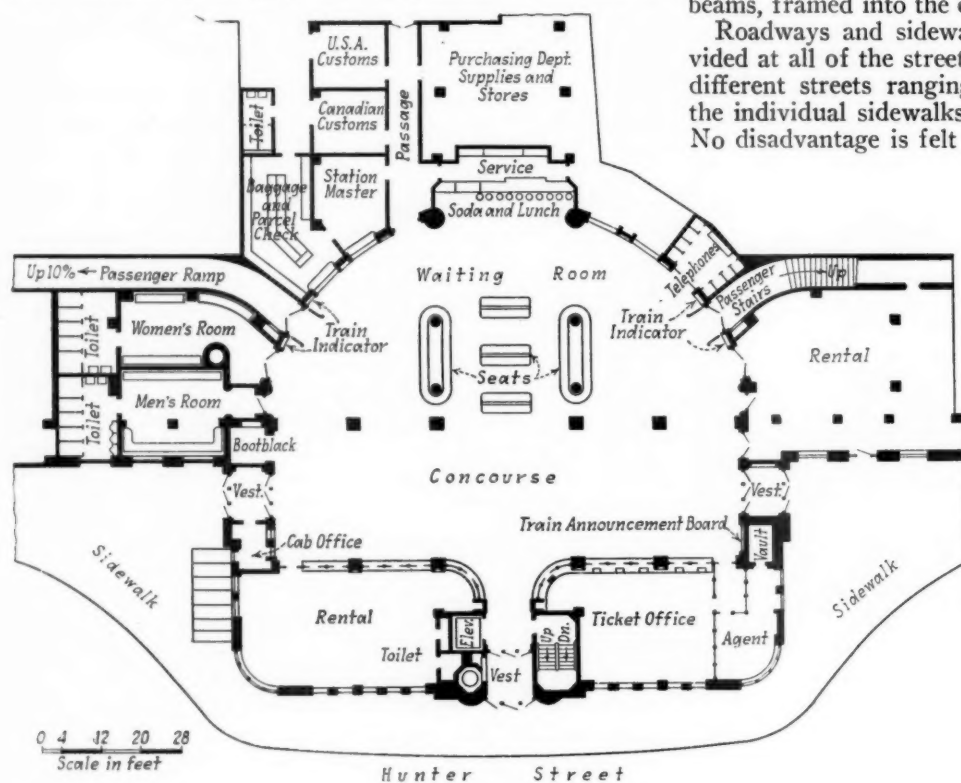 beams, framed into the
Roadways and sidewa
vided at all of the street
different streets ranging
the individual sidewalks
No disadvantage is felt
U.S.A.
Customs
Canadian
Customs
Station
Master
Passage
Purchasing Dept.
Supplies and
Stores
Service
Soda and Lunch
Toilet
Baggage
and
Parcel
Check
Up 10% ← Passenger Ramp
Waiting Room
Telephones
Passenger
Stairs
Up
Train
Indicator
Train
Indicator
Women's Room
Toilet
Men's Room
Toilet
Bootblack
Seats
Rental
Concourse
Vest.
Vest.
Cab Office
Train Announcement Board
Vault
Sidewalk
Sidewalk
Rental
Toilet
Elev.
Vest
Up
Dn.
Ticket Office
Agent
0 4 12 20 28
Scale in feet
Hunter Street